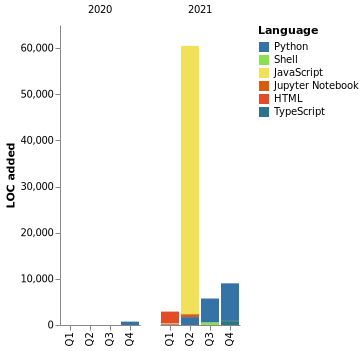 2020 2021
Language
Python
Shell
JavaScript
Jupyter Notebook
HTML
TypeScript
LOC added
60,000
50,000
40,000
30,000
20,000
10,000
0
Q1 Q2 Q3 Q4 Q1 Q2 Q3 Q4